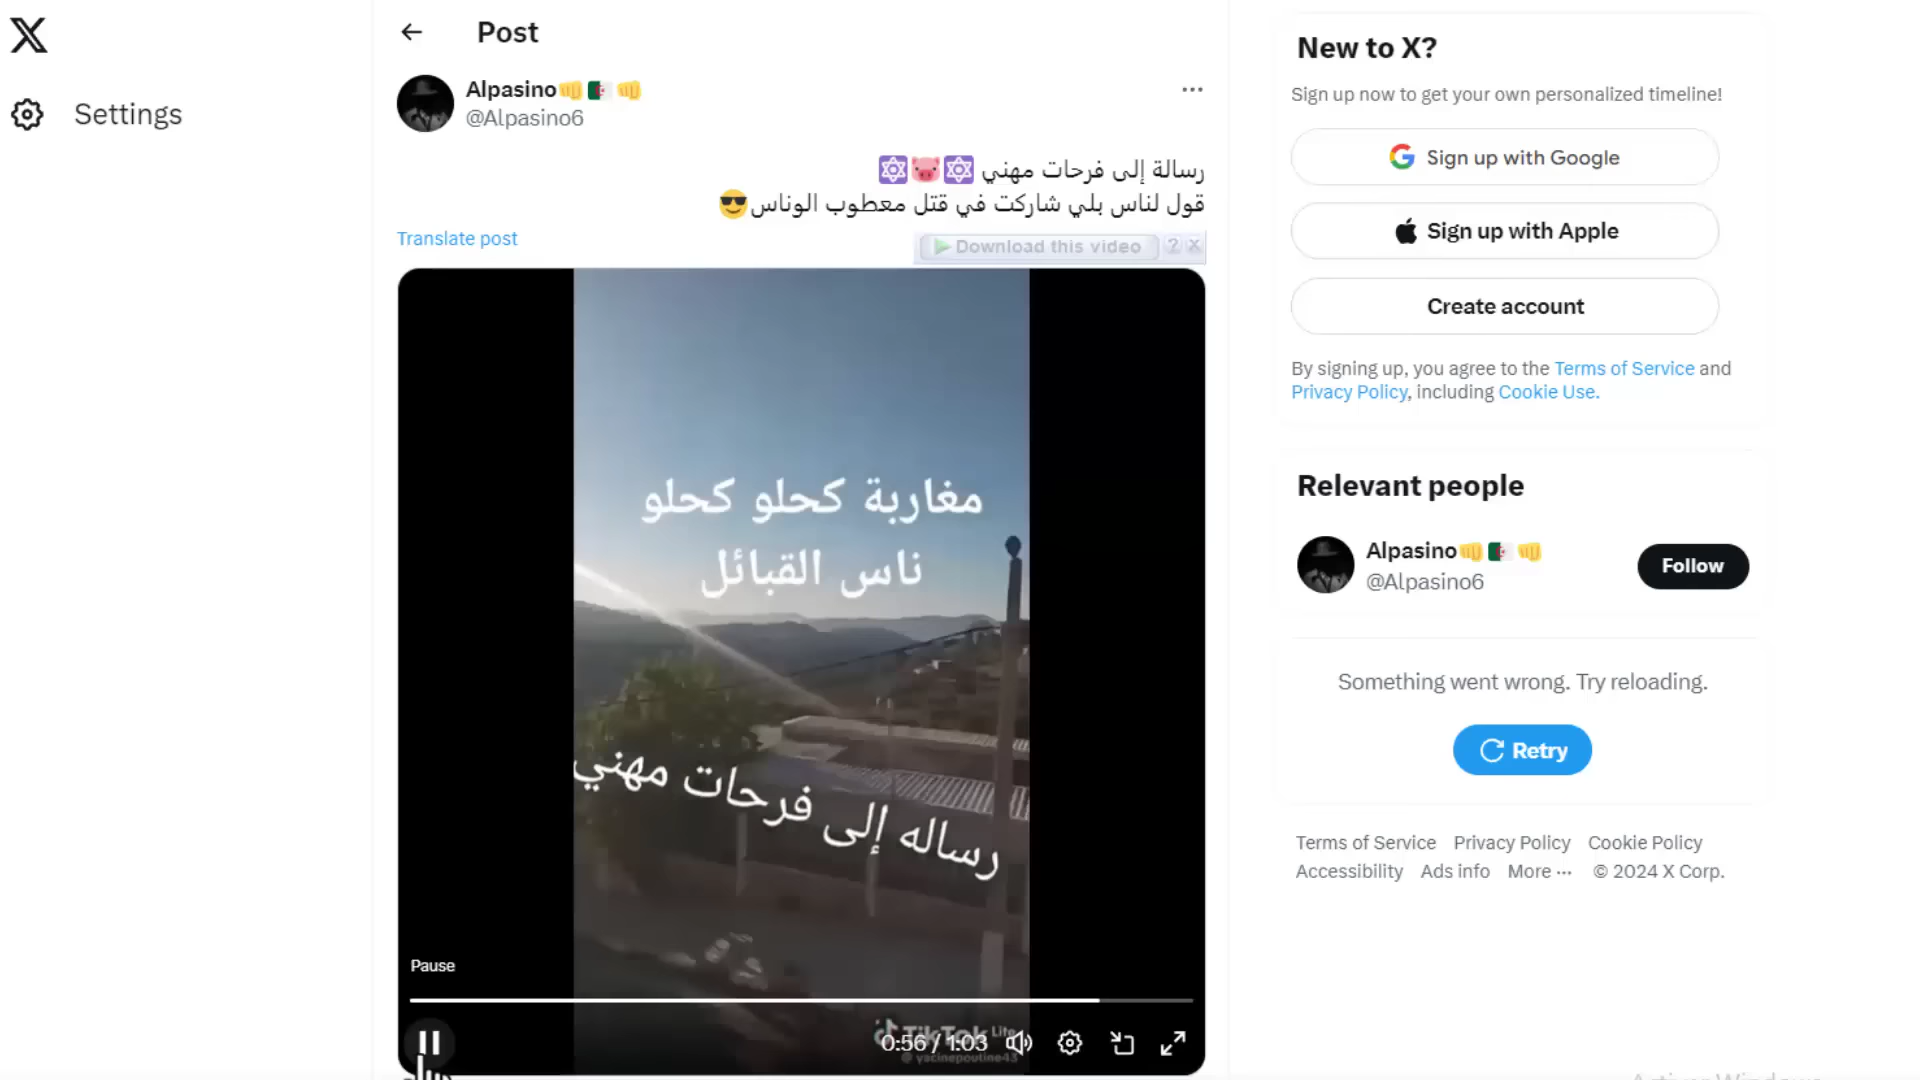 Settings
Post
Alpasino
@Alpasino6
رسالة إلى فرحات مهني
قول لناس بلي شاركت في قتل معطوب الوناس
Translate post
Download this video
مغاربة كحلو كحلو
ناس القبائل
رساله إلى فرحات مهني
Pause
TikTok Lite
0:56 / 1:03
@yacinepoutine43
New to X?
Sign up now to get your own personalized timeline!
Sign up with Google
Sign up with Apple
Create account
By signing up, you agree to the Terms of Service and
Privacy Policy, including Cookie Use.
Relevant people
Alpasino
@Alpasino6
Follow
Something went wrong. Try reloading.
Retry
Terms of Service Privacy Policy Cookie Policy
Accessibility Ads info More ··· © 2024 X Corp.